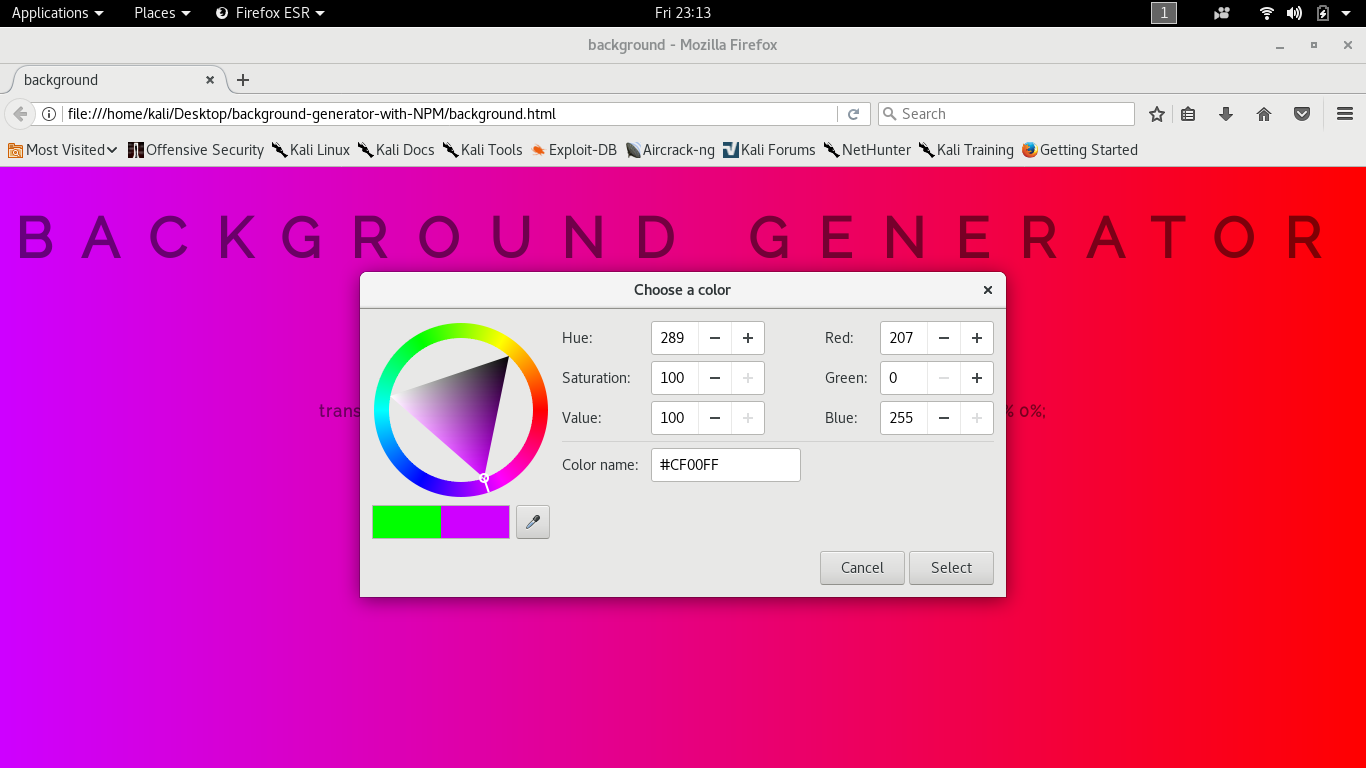 Applications Places Firefox ESR Fri 23:13 1
background - Mozilla Firefox
background
file:///home/kali/Desktop/background-generator-with-NPM/background.html Search
Most Visited Offensive Security Kali Linux Kali Docs Kali Tools Exploit-DB Aircrack-ng Kali Forums NetHunter Kali Training Getting Started
BACKGROUND GENERATOR
Choose a color
Hue: 289 Red: 207
Saturation: 100 Green: 0
Value: 100 Blue: 255
trans % 0%;
Color name: #CF00FF
Cancel Select